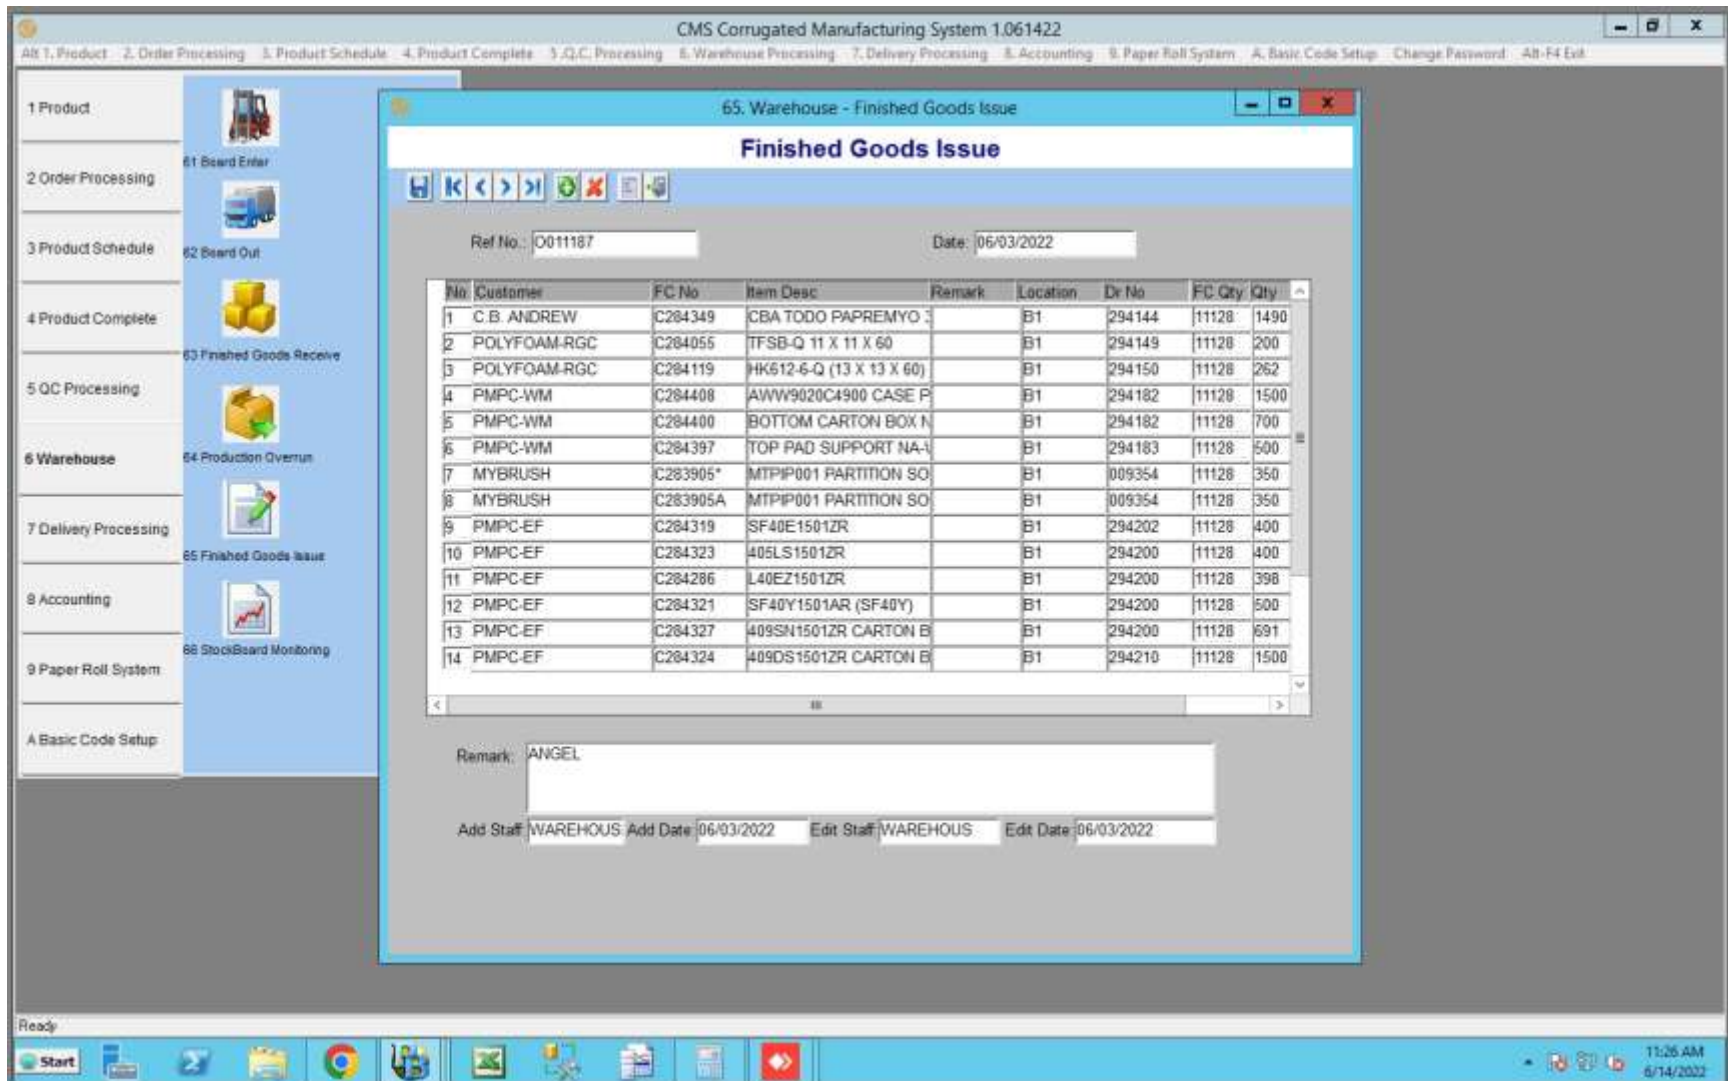 CMS Corrugated Manufacturing System 1.061422
Alt 1. Product 2. Order Processing 3. Product Schedule 4. Product Complete 5 .Q.C. Processing 6. Warehouse Processing 7. Delivery Processing 8. Accounting 9. Paper Roll System A. Basic Code Setup Change Password Alt-F4 Exit
1 Product
2 Order Processing
3 Product Schedule
4 Product Complete
5 QC Processing
6 Warehouse
7 Delivery Processing
8 Accounting
9 Paper Roll System
A Basic Code Setup
61 Board Enter
62 Board Out
63 Finished Goods Receive
64 Production Overrun
65 Finished Goods Issue
66 StockBoard Monitoring
65. Warehouse - Finished Goods Issue
Finished Goods Issue
Ref No.: O011187 Date: 06/03/2022
No Customer FC No Item Desc Remark Location Dr No FC Qty Qty
1 C.B. ANDREW C284349 CBA TODO PAPREMYO B1 294144 11128 1490
2 POLYFOAM-RGC C284055 TFSB-Q 11 X 11 X 60 B1 294149 11128 200
3 POLYFOAM-RGC C284119 HK612-6-Q (13 X 13 X 60) B1 294150 11128 262
4 PMPC-WM C284408 AWW9020C4900 CASE P B1 294182 11128 1500
5 PMPC-WM C284400 BOTTOM CARTON BOX N B1 294182 11128 700
6 PMPC-WM C284397 TOP PAD SUPPORT NA- B1 294183 11128 500
7 MYBRUSH C283905* MTPIP001 PARTITION SO B1 009354 11128 350
8 MYBRUSH C283905A MTPIP001 PARTITION SO B1 009354 11128 350
9 PMPC-EF C284319 SF40E1501ZR B1 294202 11128 400
10 PMPC-EF C284323 405LS1501ZR B1 294200 11128 400
11 PMPC-EF C284286 L40EZ1501ZR B1 294200 11128 398
12 PMPC-EF C284321 SF40Y1501AR (SF40Y) B1 294200 11128 500
13 PMPC-EF C284327 409SN1501ZR CARTON B B1 294200 11128 691
14 PMPC-EF C284324 409DS1501ZR CARTON B B1 294210 11128 1500
Remark: ANGEL
Add Staff WAREHOUS Add Date 06/03/2022 Edit Staff WAREHOUS Edit Date 06/03/2022
Ready
Start
11:26 AM
6/14/2022